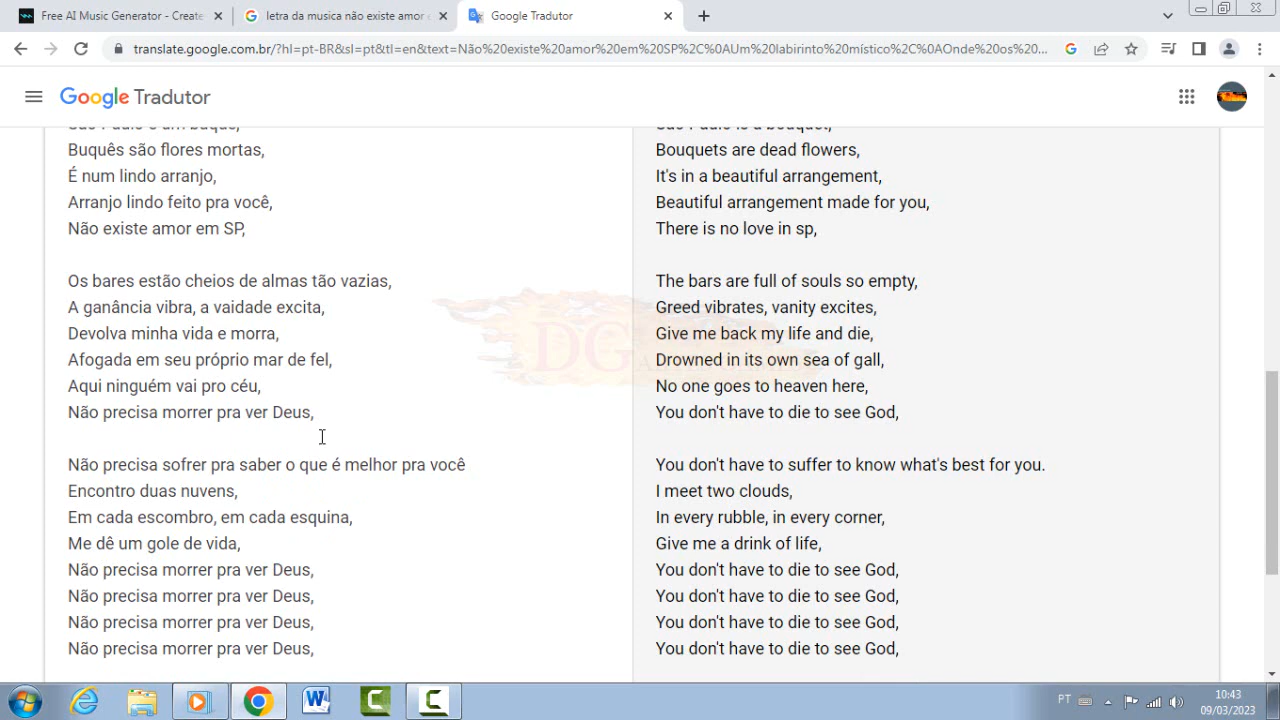 Free AI Music Generator - Create
letra da musica não existe amor e
Google Tradutor
translate.google.com.br/?hl=pt-BR&sl=pt&tl=en&text=Não%20existe%20amor%20em%20SP%2C%0AUm%20labirinto%20místico%2C%0AOnde%20os%20...
Google Tradutor
São Paulo é um buquê,
Buquês são flores mortas,
É num lindo arranjo,
Arranjo lindo feito pra você,
Não existe amor em SP,
Os bares estão cheios de almas tão vazias,
A ganância vibra, a vaidade excita,
Devolva minha vida e morra,
Afogada em seu próprio mar de fel,
Aqui ninguém vai pro céu,
Não precisa morrer pra ver Deus,
Não precisa sofrer pra saber o que é melhor pra você
Encontro duas nuvens,
Em cada escombro, em cada esquina,
Me dê um gole de vida,
Não precisa morrer pra ver Deus,
Não precisa morrer pra ver Deus,
Não precisa morrer pra ver Deus,
Não precisa morrer pra ver Deus,
São Paulo is a bouquet,
Bouquets are dead flowers,
It's in a beautiful arrangement,
Beautiful arrangement made for you,
There is no love in sp,
The bars are full of souls so empty,
Greed vibrates, vanity excites,
Give me back my life and die,
Drowned in its own sea of gall,
No one goes to heaven here,
You don't have to die to see God,
You don't have to suffer to know what's best for you.
I meet two clouds,
In every rubble, in every corner,
Give me a drink of life,
You don't have to die to see God,
You don't have to die to see God,
You don't have to die to see God,
You don't have to die to see God,
DG
PT
10:43
09/03/2023